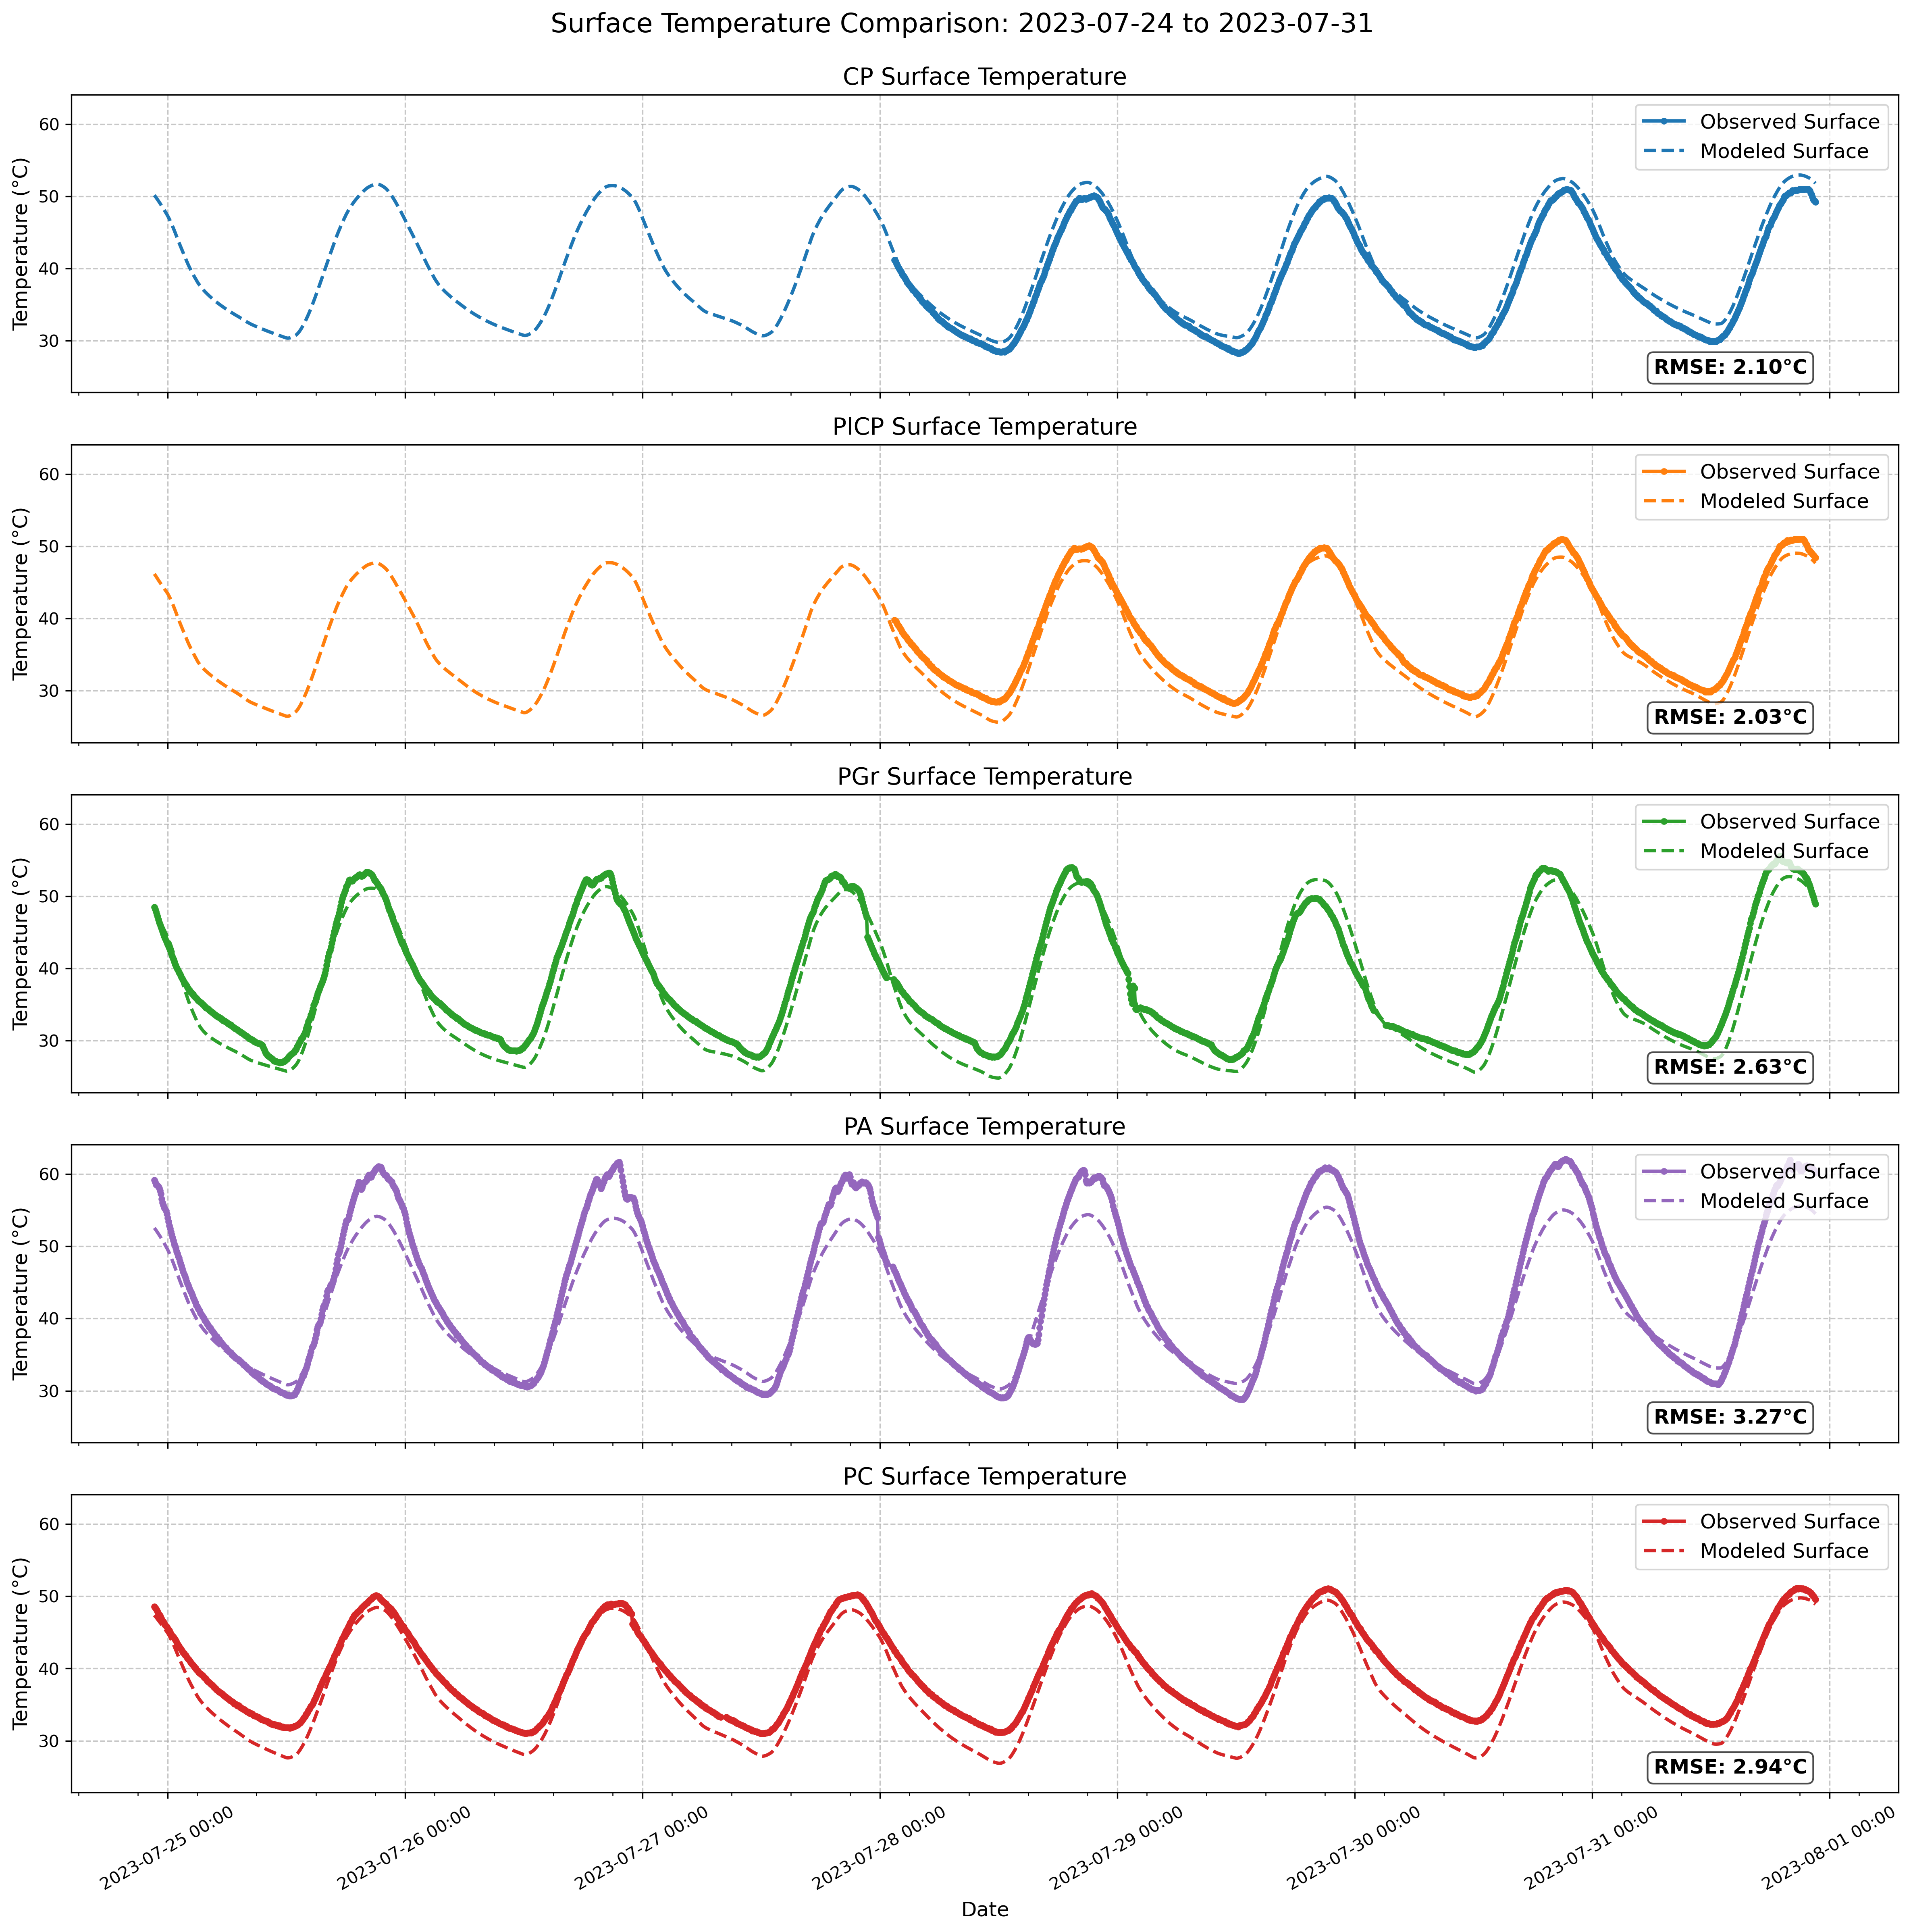 Surface Temperature Comparison: 2023-07-24 to 2023-07-31
CP Surface Temperature
Temperature (°C)
60
50
40
30
Observed Surface
Modeled Surface
RMSE: 2.10°C
PICP Surface Temperature
Temperature (°C)
60
50
40
30
Observed Surface
Modeled Surface
RMSE: 2.03°C
PGr Surface Temperature
Temperature (°C)
60
50
40
30
Observed Surface
Modeled Surface
RMSE: 2.63°C
PA Surface Temperature
Temperature (°C)
60
50
40
30
Observed Surface
Modeled Surface
RMSE: 3.27°C
PC Surface Temperature
Temperature (°C)
60
50
40
30
Observed Surface
Modeled Surface
RMSE: 2.94°C
2023-07-25 00:00
2023-07-26 00:00
2023-07-27 00:00
2023-07-28 00:00
2023-07-29 00:00
2023-07-30 00:00
2023-07-31 00:00
2023-08-01 00:00
Date